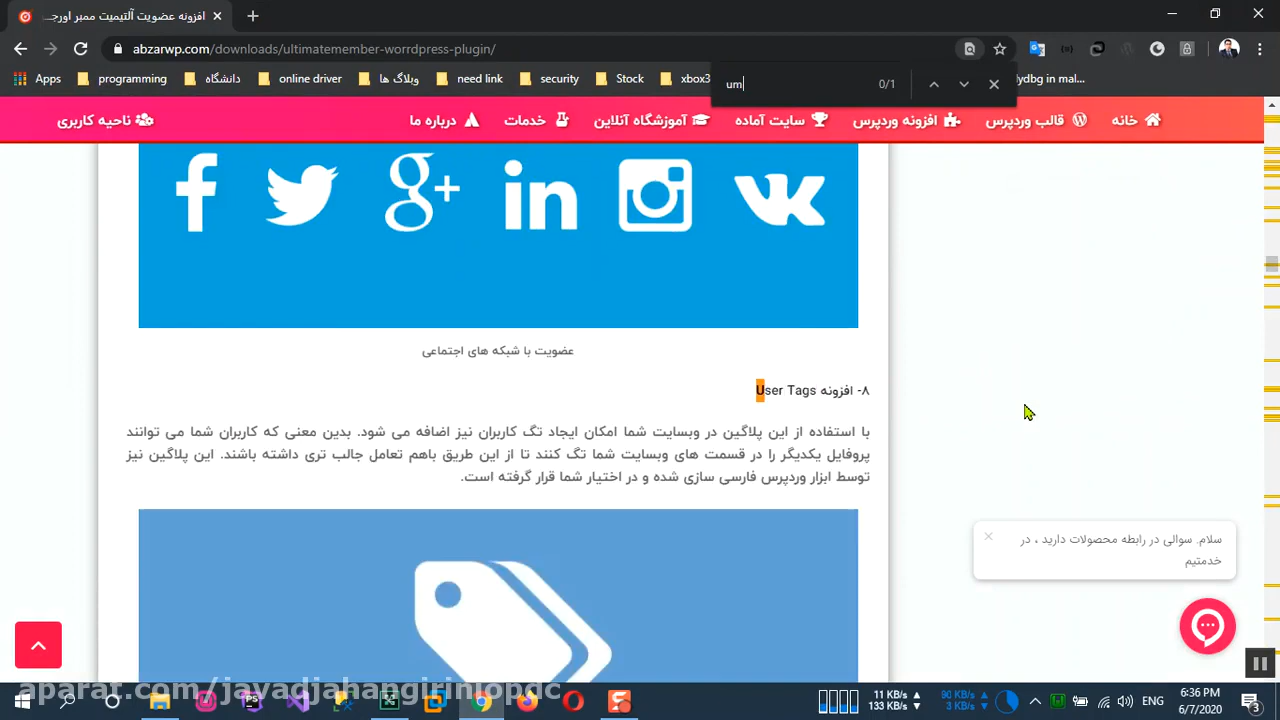 افزونه عضویت آلتیمیت ممبر اورجـ...
abzarwp.com/downloads/ultimatemember-worrdpress-plugin/
Apps programming دانشگاه online driver وبلاگ ها need link security Stock xbox3
lydbg in mal...
um 0/1
خانه قالب وردپرس افزونه وردپرس سایت آماده آموزشگاه آنلاین خدمات درباره ما ناحیه کاربری
عضویت با شبکه های اجتماعی
۸- افزونه User Tags
با استفاده از این پلاگین در وبسایت شما امکان ایجاد تگ کاربران نیز اضافه می شود. بدین معنی که کاربران شما می توانند
پروفایل یکدیگر را در قسمت های وبسایت شما تگ کنند تا از این طریق باهم تعامل جالب تری داشته باشند. این پلاگین نیز
توسط ابزار وردپرس فارسی سازی شده و در اختیار شما قرار گرفته است.
سلام. سوالی در رابطه محصولات دارید ، در
خدمتیم
11 KB/s 133 KB/s
90 KB/s 3 KB/s
ENG
6:36 PM
6/7/2020
3